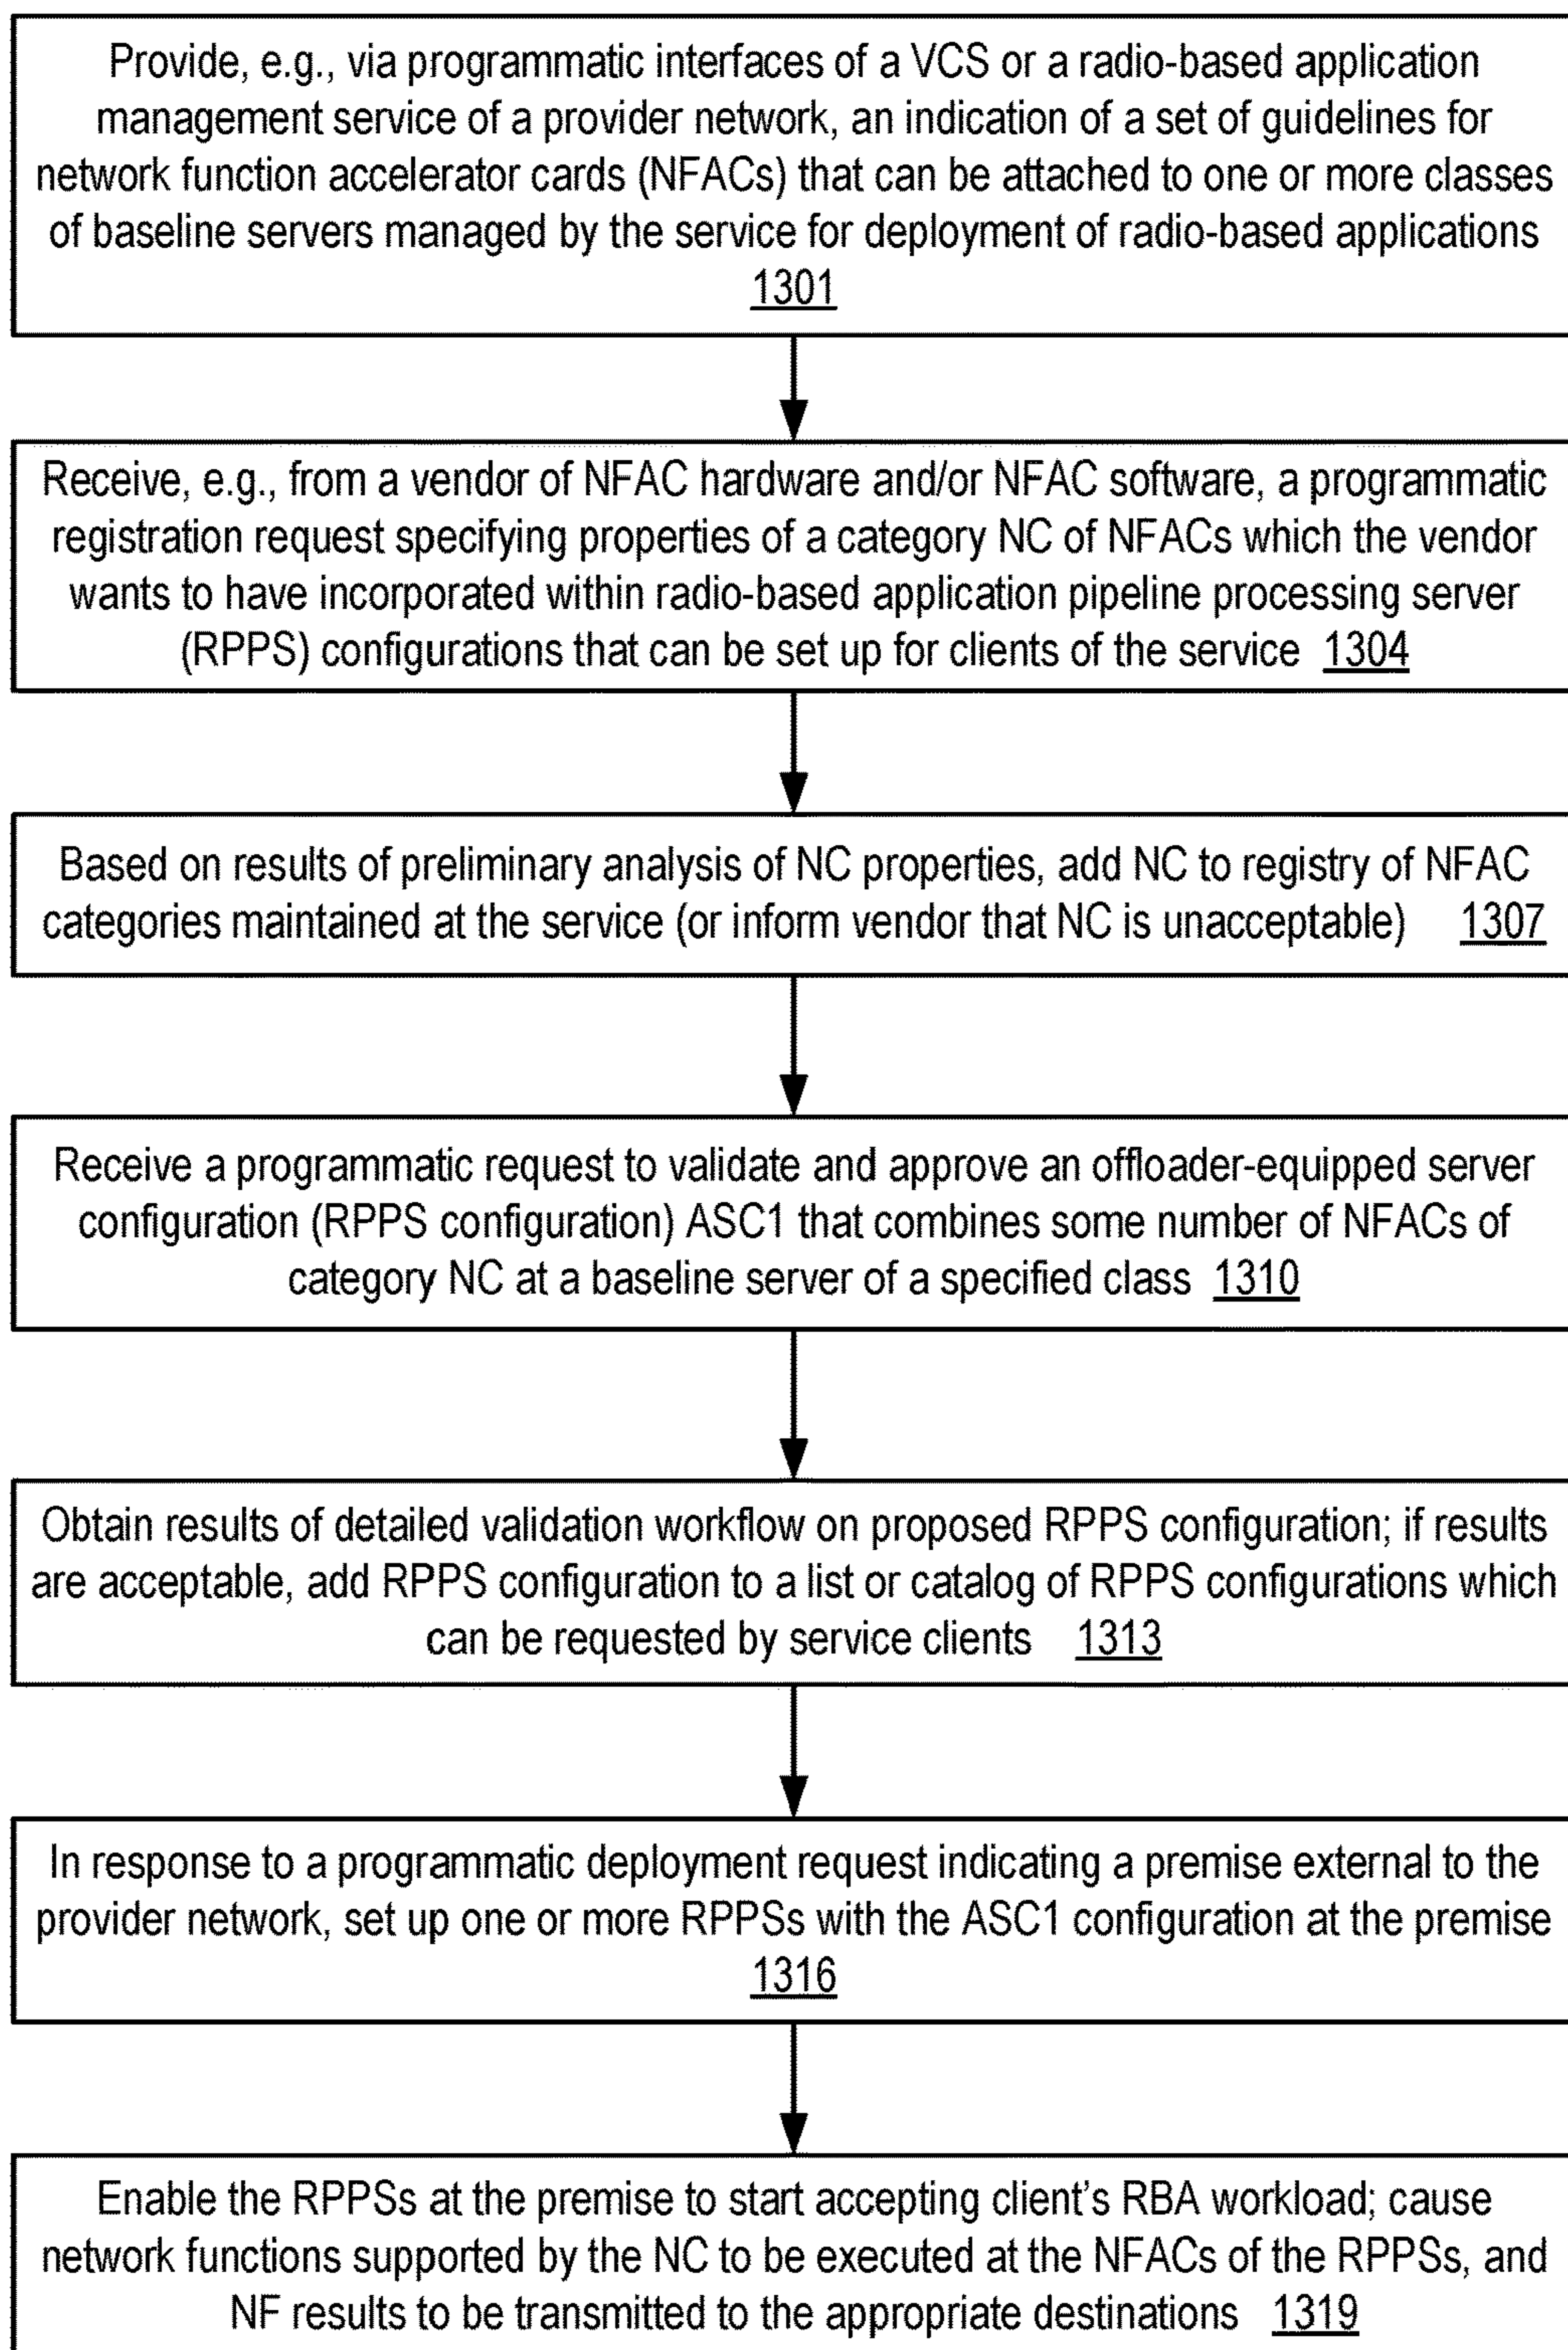 Provide, e.g., via programmatic interfaces of a VCS or a radio-based application
management service of a provider network, an indication of a set of guidelines for
network function accelerator cards (NFACs) that can be attached to one or more classes
of baseline servers managed by the service for deployment of radio-based applications
1301
Receive, e.g., from a vendor of NFAC hardware and/or NFAC software, a programmatic
registration request specifying properties of a category NC of NFACs which the vendor
wants to have incorporated within radio-based application pipeline processing server
(RPPS) configurations that can be set up for clients of the service 1304
Based on results of preliminary analysis of NC properties, add NC to registry of NFAC
categories maintained at the service (or inform vendor that NC is unacceptable) 1307
Receive a programmatic request to validate and approve an offloader-equipped server
configuration (RPPS configuration) ASC1 that combines some number of NFACs of
category NC at a baseline server of a specified class 1310
Obtain results of detailed validation workflow on proposed RPPS configuration; if results
are acceptable, add RPPS configuration to a list or catalog of RPPS configurations which
can be requested by service clients 1313
In response to a programmatic deployment request indicating a premise external to the
provider network, set up one or more RPPSs with the ASC1 configuration at the premise
1316
Enable the RPPSs at the premise to start accepting client's RBA workload; cause
network functions supported by the NC to be executed at the NFACs of the RPPSs, and
NF results to be transmitted to the appropriate destinations 1319